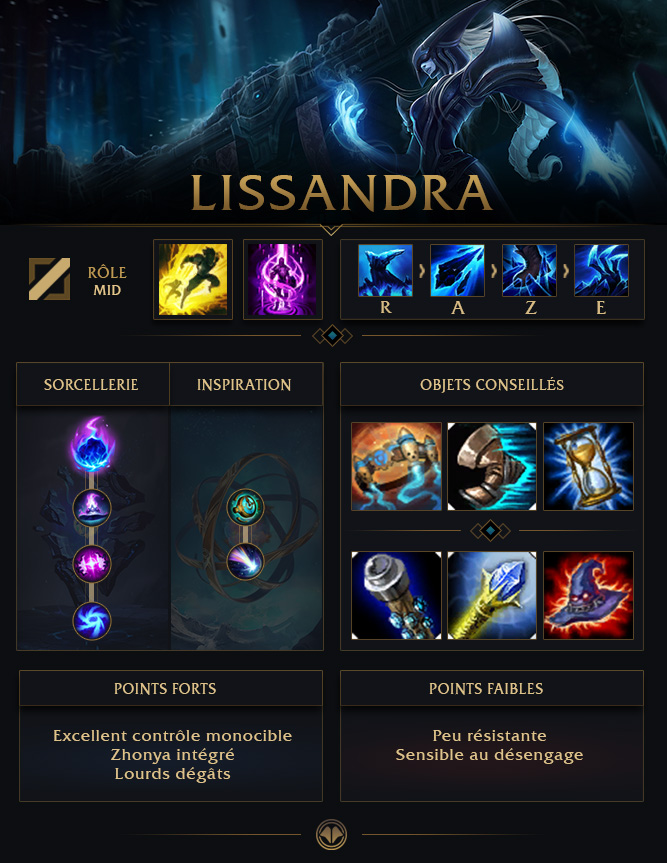 LISSANDRA
RÔLE
MID
R A Z E
SORCELLERIE
INSPIRATION
OBJETS CONSEILLÉS
POINTS FORTS
Excellent contrôle monocible
Zhonya intégré
Lourds dégâts
POINTS FAIBLES
Peu résistante
Sensible au désengage